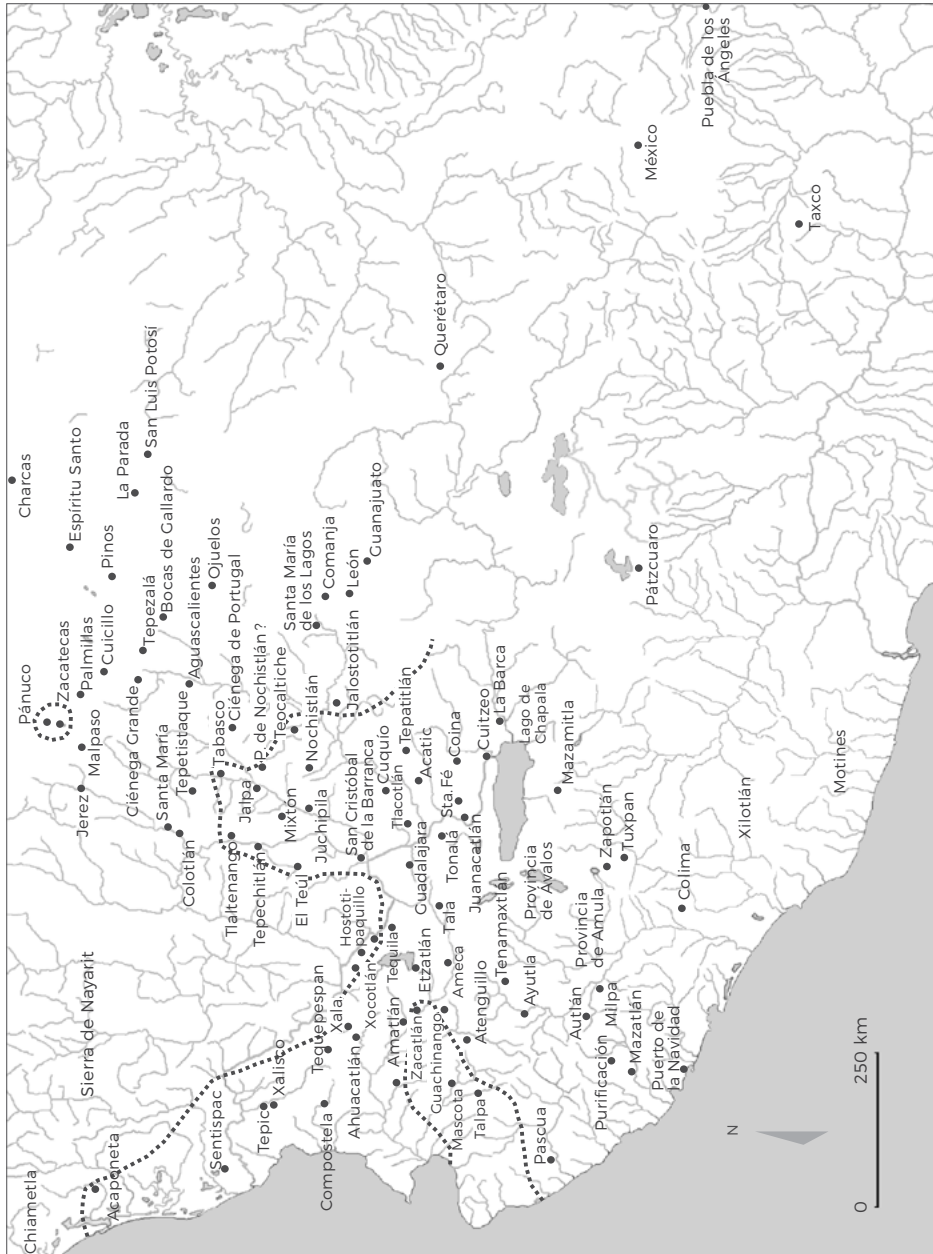 Chiametla
Acaponeta
Sierra de Nayarit
Sentispac
Tepic
Xalisco
Compostela
Tequepespan
Xala
Ahuacatlán
Xocotlán
Hostoti-
paquillo
Amatlán
Tequila
Zacatlán
Etzatlán
Guachinango
Ameca
Mascota
Talpa
Atenguillo
Tenamaxtlán
Ayutla
Pascua
Autlán
Provincia
de Amula
Milpa
Purificación
Mazatlán
Puerto de
la Navidad
Pánuco
Zacatecas
Palmillas
Cuicillo
Malpaso
Jerez
Ciénega Grande
Tepezalá
Santa María
Tepetistaque
Colotlán
Tlaltenango
Tepechitlán
El Teúl
Tabasco
Jalpa
P. de Nochistlán?
Mixton
Juchipila
Teocaltiche
Nochistlán
San Cristóbal
de la Barranca
Cuquío
Tlacotlán
Guadalajara
Acatic
Tepatitlán
Tonalá
Tala
Sta.Fé
Coina
Juanacatlán
Cuitzeo
La Barca
Lago de
Chapala
Provincia
de Ávalos
Mazamitla
Zapotlán
Tuxpan
Colima
Xilotlán
Motines
Charcas
Espíritu Santo
Pinos
La Parada
San Luis Potosí
Bocas de Gallardo
Aguascalientes
Ojuelos
Ciénega de Portugal
Santa María
de los Lagos
Comanja
León
Guanajuato
Jalostotitlán
Querétaro
Pátzcuaro
México
Puebla de los
Ángeles
Taxco
N
0
250 km